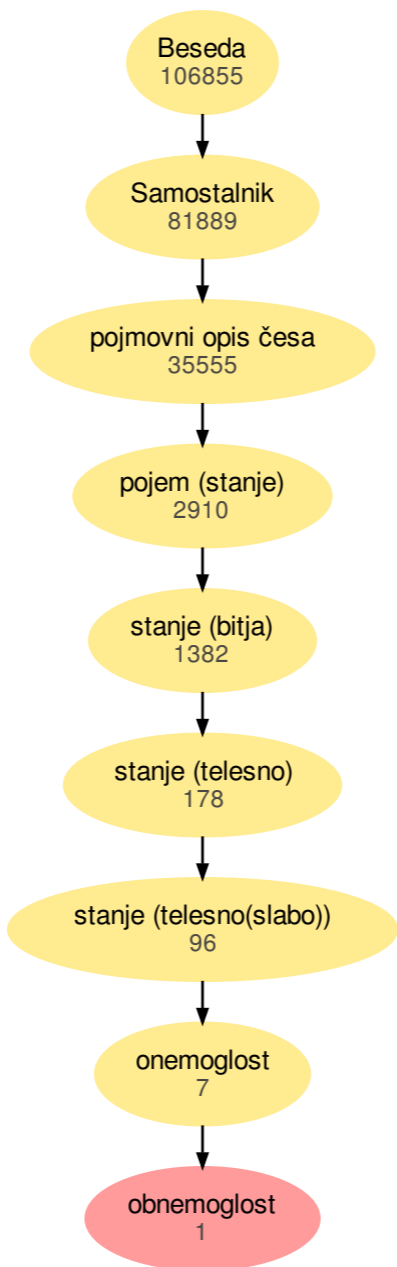 Beseda
106855
Samostalnik
81889
pojmovni opis česa
35555
pojem (stanje)
2910
stanje (bitja)
1382
stanje (telesno)
178
stanje (telesno(slabo))
96
onemoglost
7
obnemoglost
1